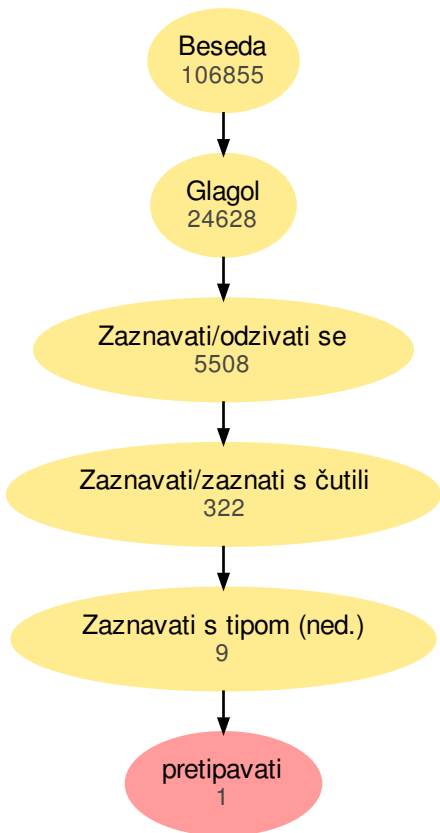 Beseda
106855
Glagol
24628
Zaznavati/odzivati se
5508
Zaznavati/zaznati s čutili
322
Zaznavati s tipom (ned.)
9
pretipavati
1